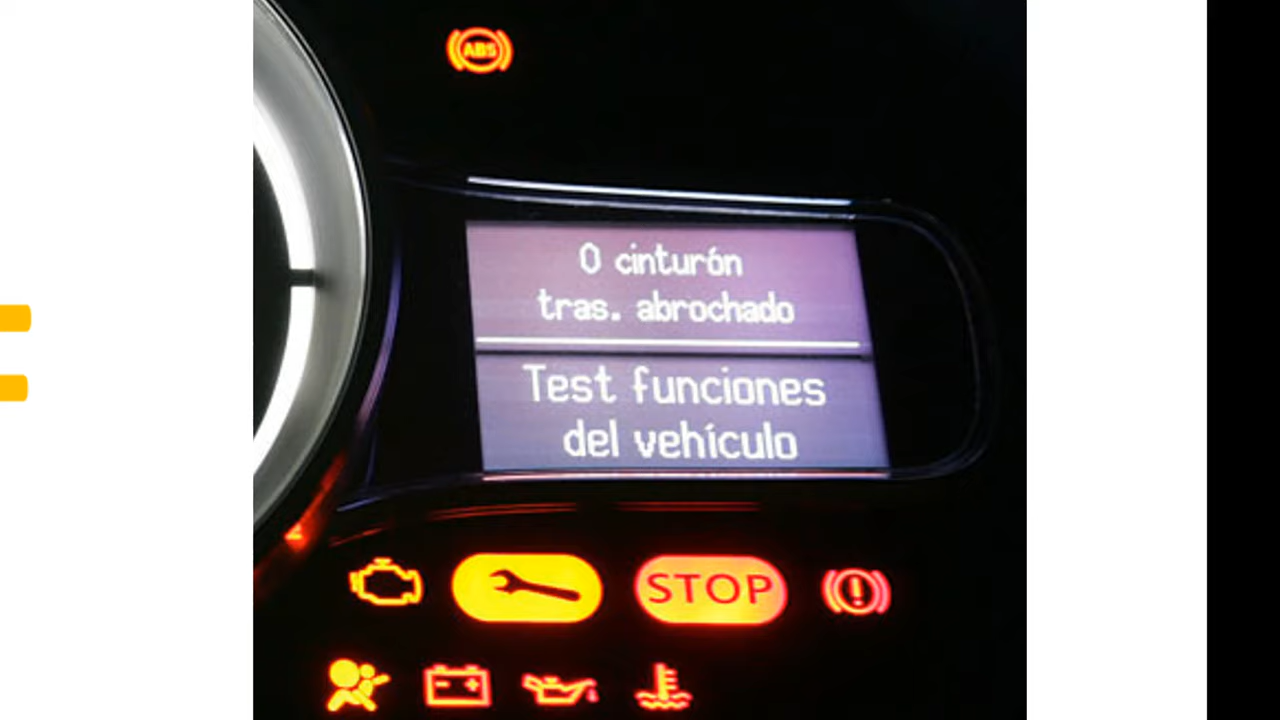 ABS
0 cinturón
tras. abrochado
Test funciones
del vehículo
STOP